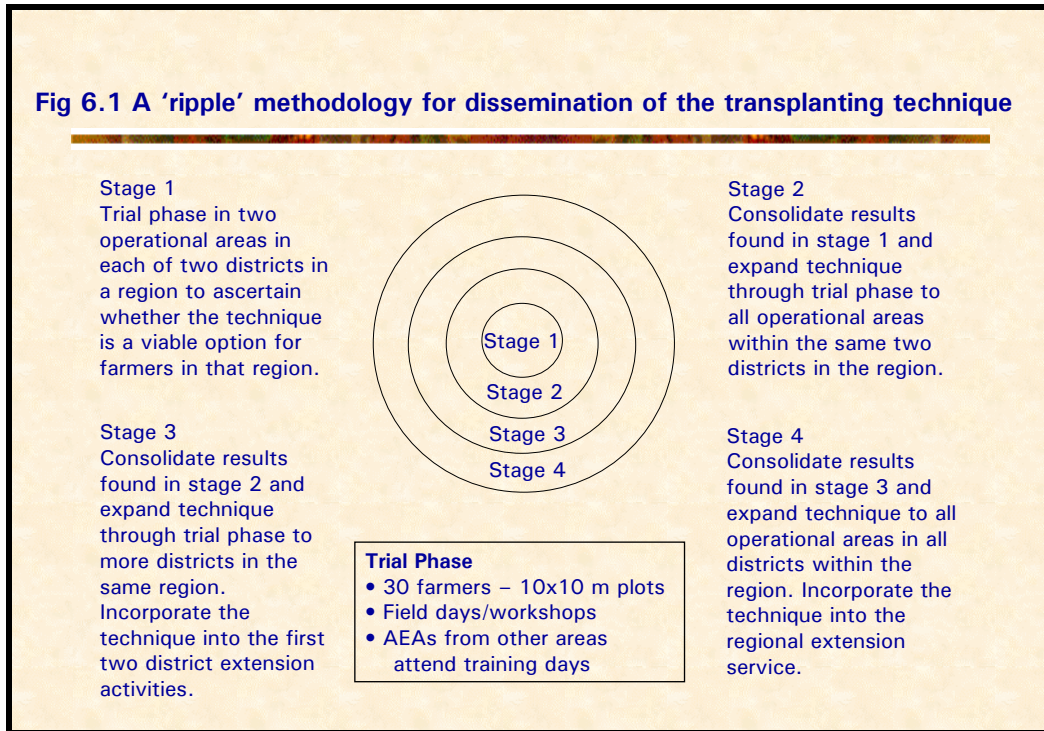 Fig 6.1 A ‘ripple’ methodology for dissemination of the transplanting technique
Stage 1
Trial phase in two
operational areas in
each of two districts in
a region to ascertain
whether the technique
is a viable option for
farmers in that region.
Stage 2
Consolidate results
found in stage 1 and
expand technique
through trial phase to
all operational areas
within the same two
districts in the region.
Stage 1
Stage 2
Stage 3
Stage 4
Stage 3
Consolidate results
found in stage 2 and
expand technique
through trial phase to
more districts in the
same region.
Incorporate the
technique into the first
two district extension
activities.
Stage 4
Consolidate results
found in stage 3 and
expand technique to all
operational areas in all
districts within the
region. Incorporate the
technique into the
regional extension
service.
Trial Phase
• 30 farmers – 10x10 m plots
• Field days/workshops
• AEAs from other areas
attend training days